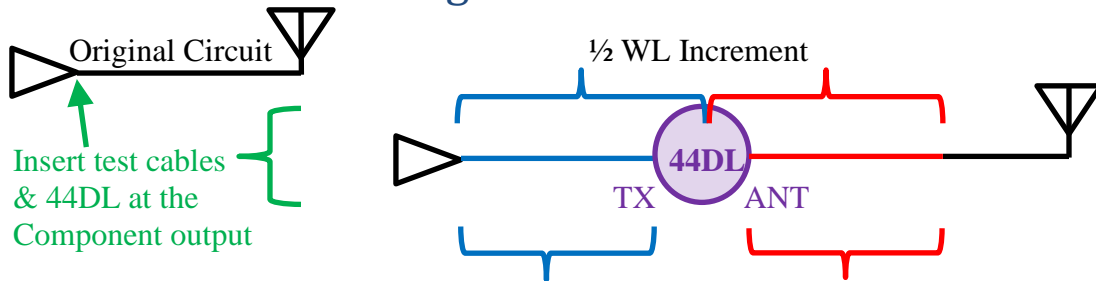 Original Circuit
½ WL Increment
Insert test cables
& 44DL at the
Component output
44DL
TX
ANT